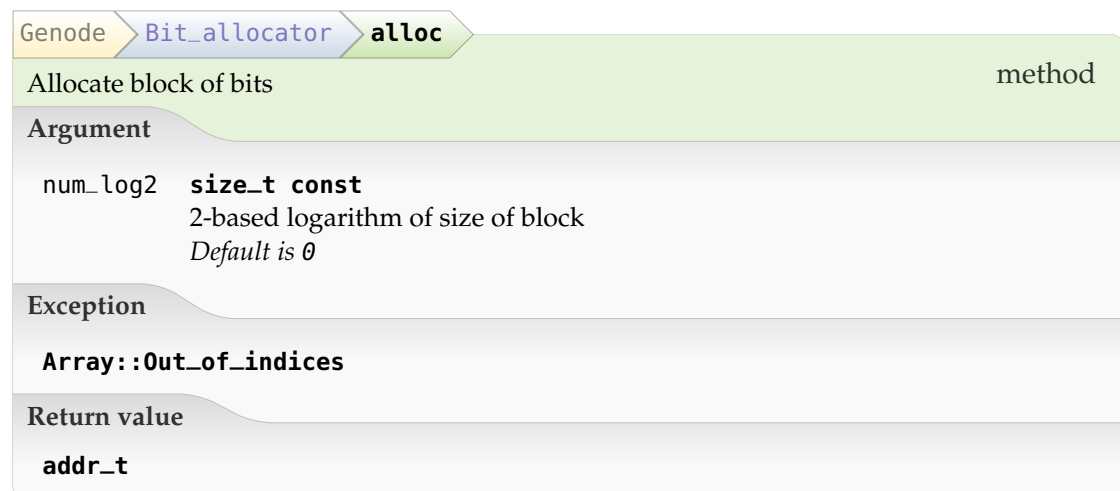 Genode Bit_allocator alloc
method
Allocate block of bits
Argument
num_log2 size_t const
2-based logarithm of size of block
Default is 0
Exception
Array::Out_of_indices
Return value
addr_t